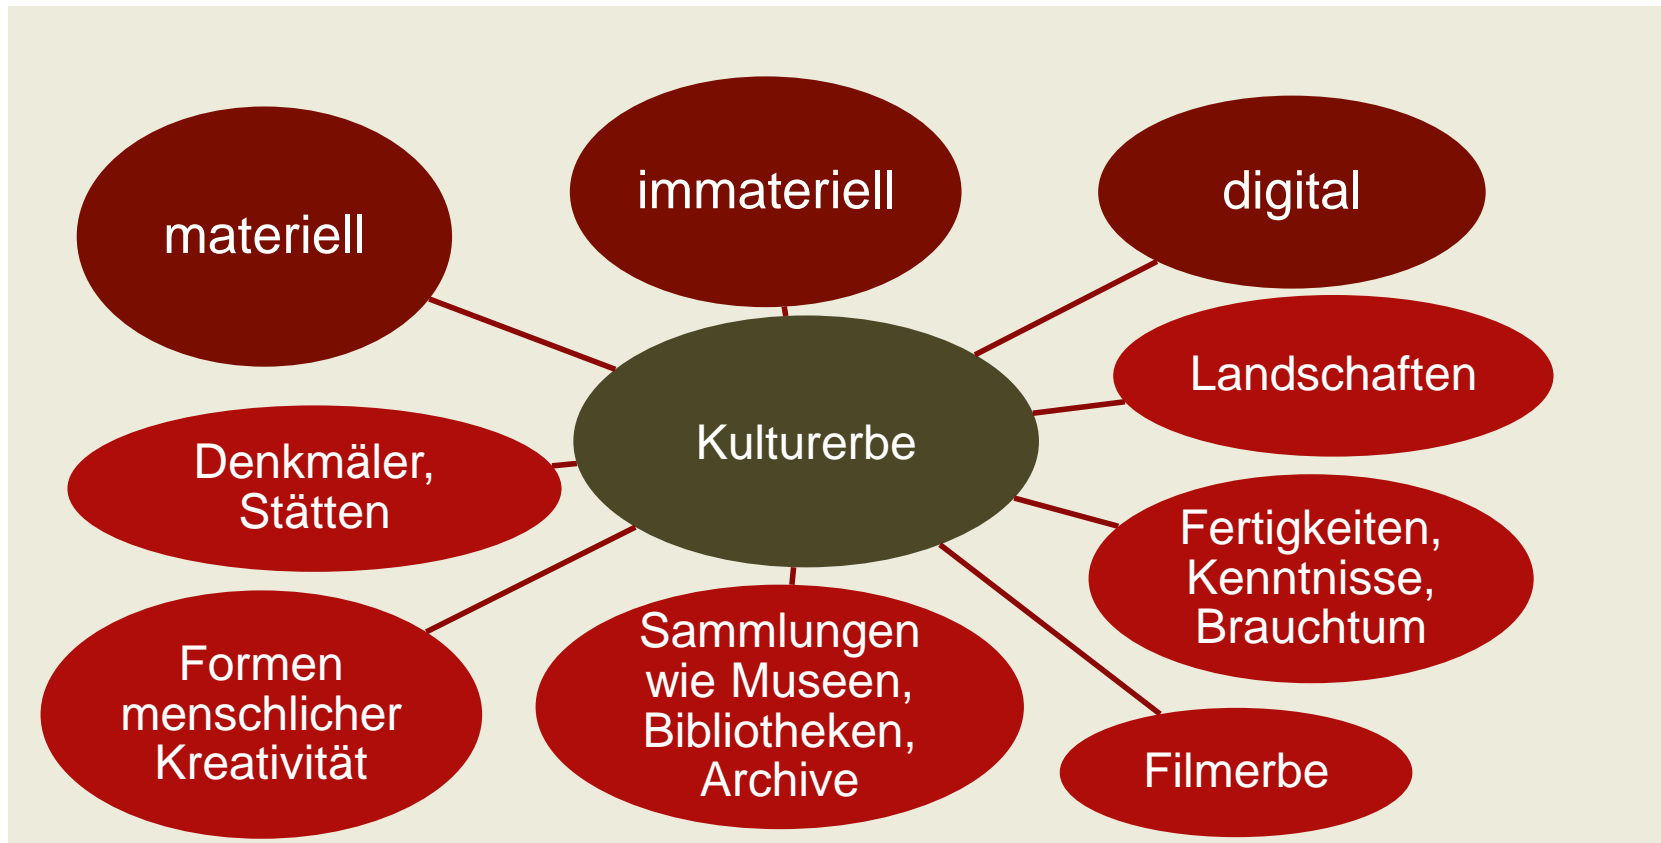 materiell
immateriell
digital
Landschaften
Kulturerbe
Denkmäler,
Stätten
Fertigkeiten,
Kenntnisse,
Brauchtum
Formen
menschlicher
Kreativität
Sammlungen
wie Museen,
Bibliotheken,
Archive
Filmerbe